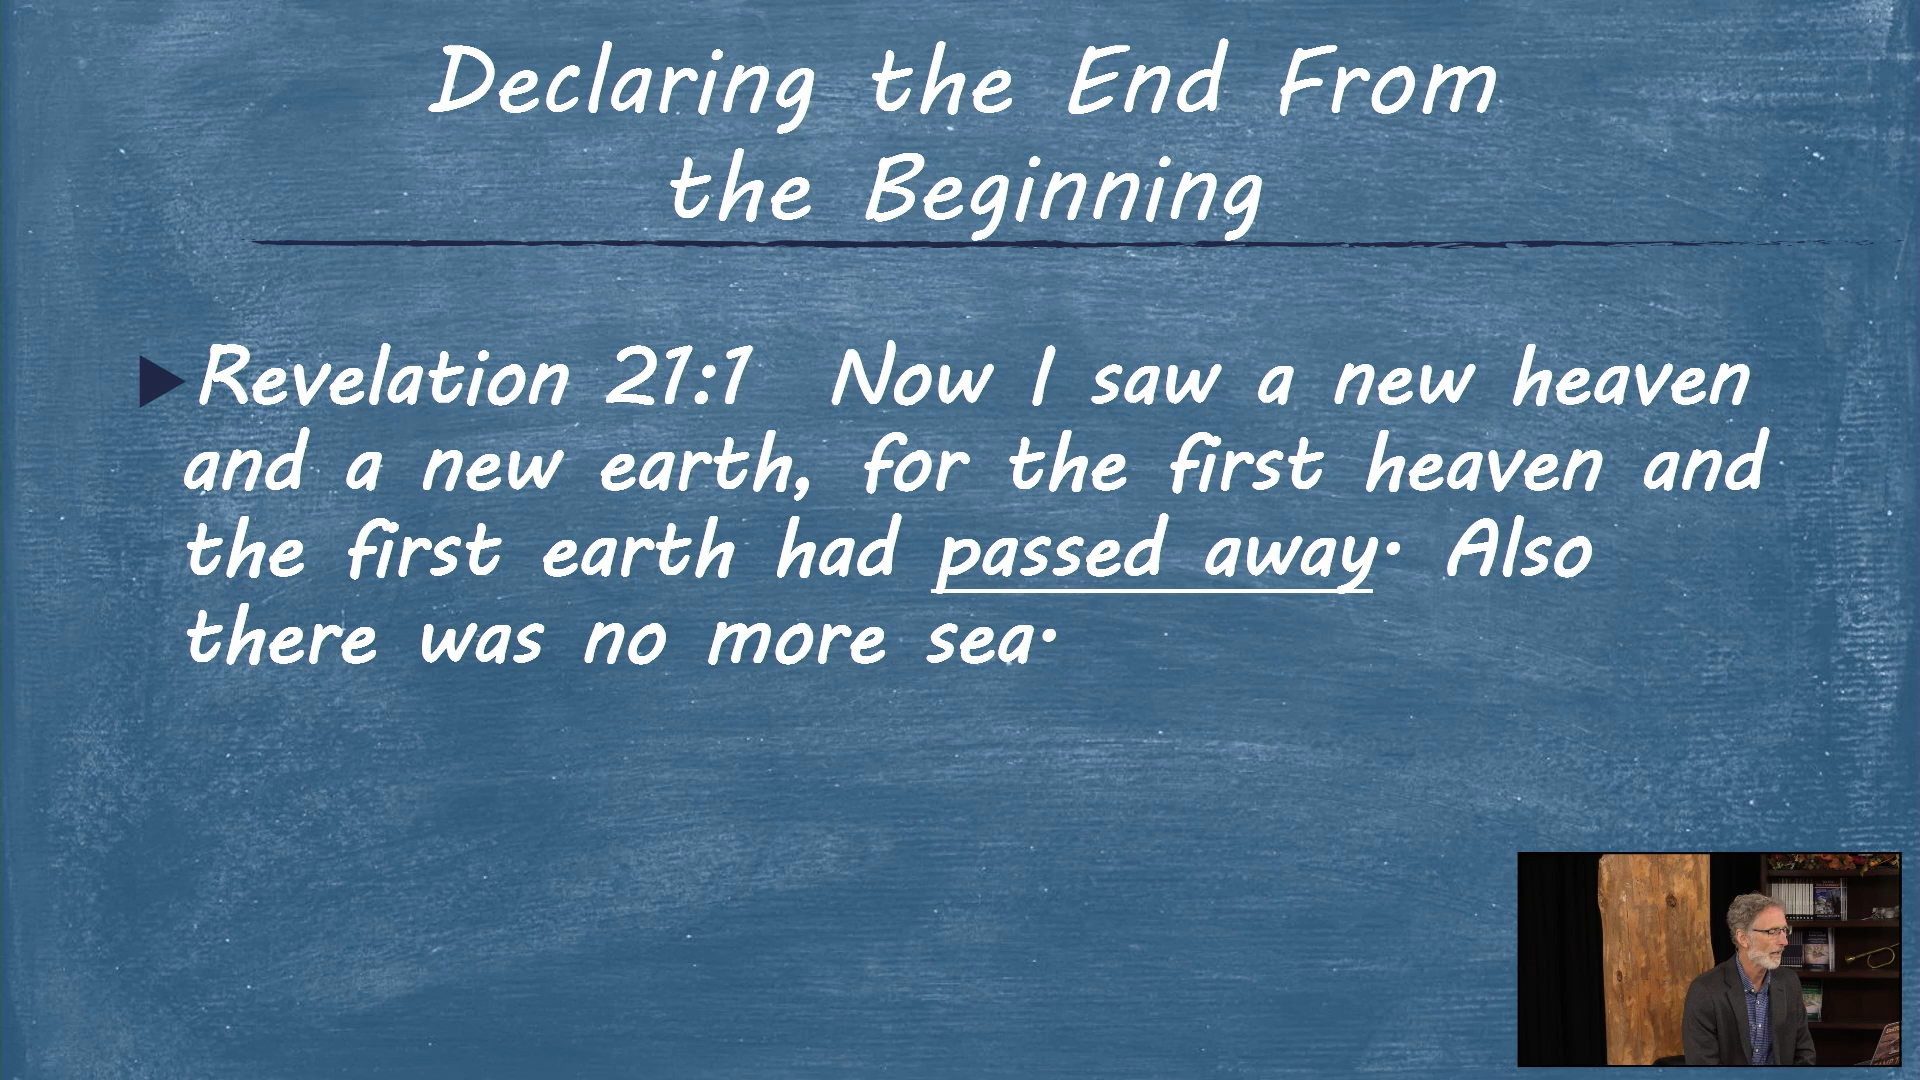 Declaring the End From
the Beginning
Revelation 21:1 Now I saw a new heaven
and a new earth, for the first heaven and
the first earth had passed away. Also
there was no more sea.